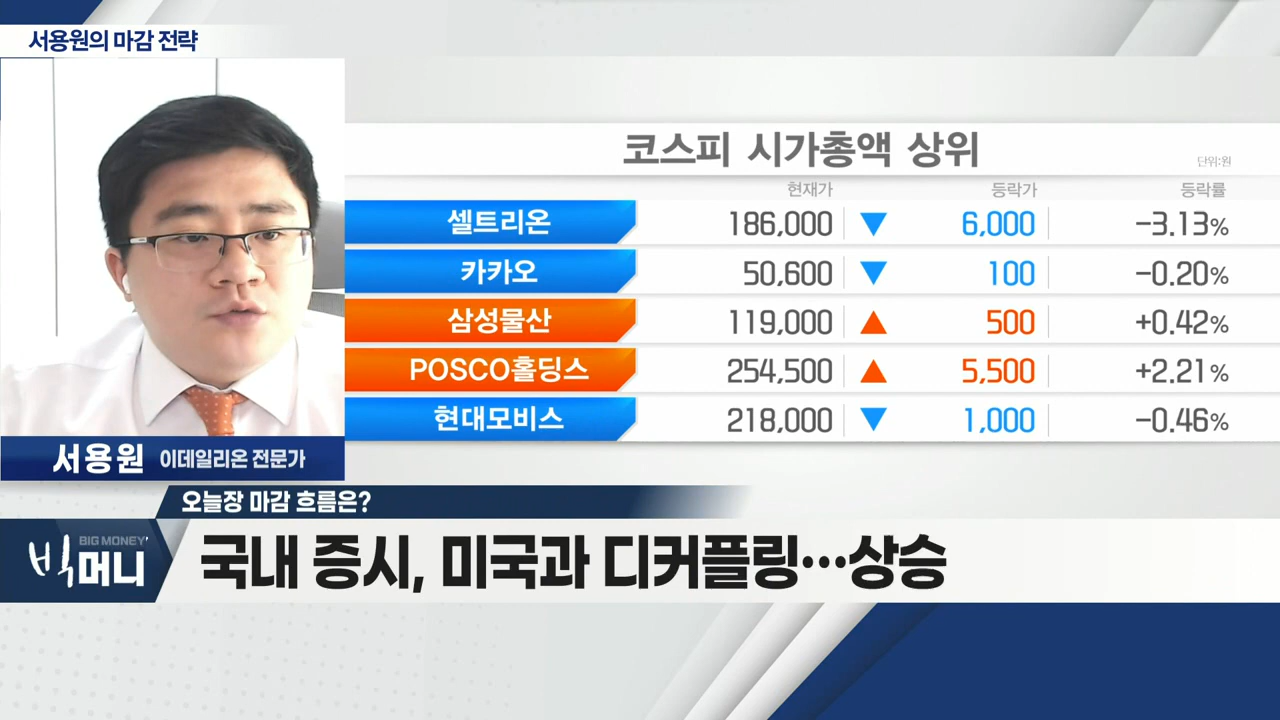 서용원의 마감 전략
코스피 시가총액 상위
단위:원
현재가 등락가 등락률
셀트리온 186,000 ▼ 6,000 -3.13%
카카오 50,600 ▼ 100 -0.20%
삼성물산 119,000 ▲ 500 +0.42%
POSCO홀딩스 254,500 ▲ 5,500 +2.21%
현대모비스 218,000 ▼ 1,000 -0.46%
서용원 이데일리온 전문가
오늘장 마감 흐름은?
BIG MONEY'
빅머니
국내 증시, 미국과 디커플링…상승